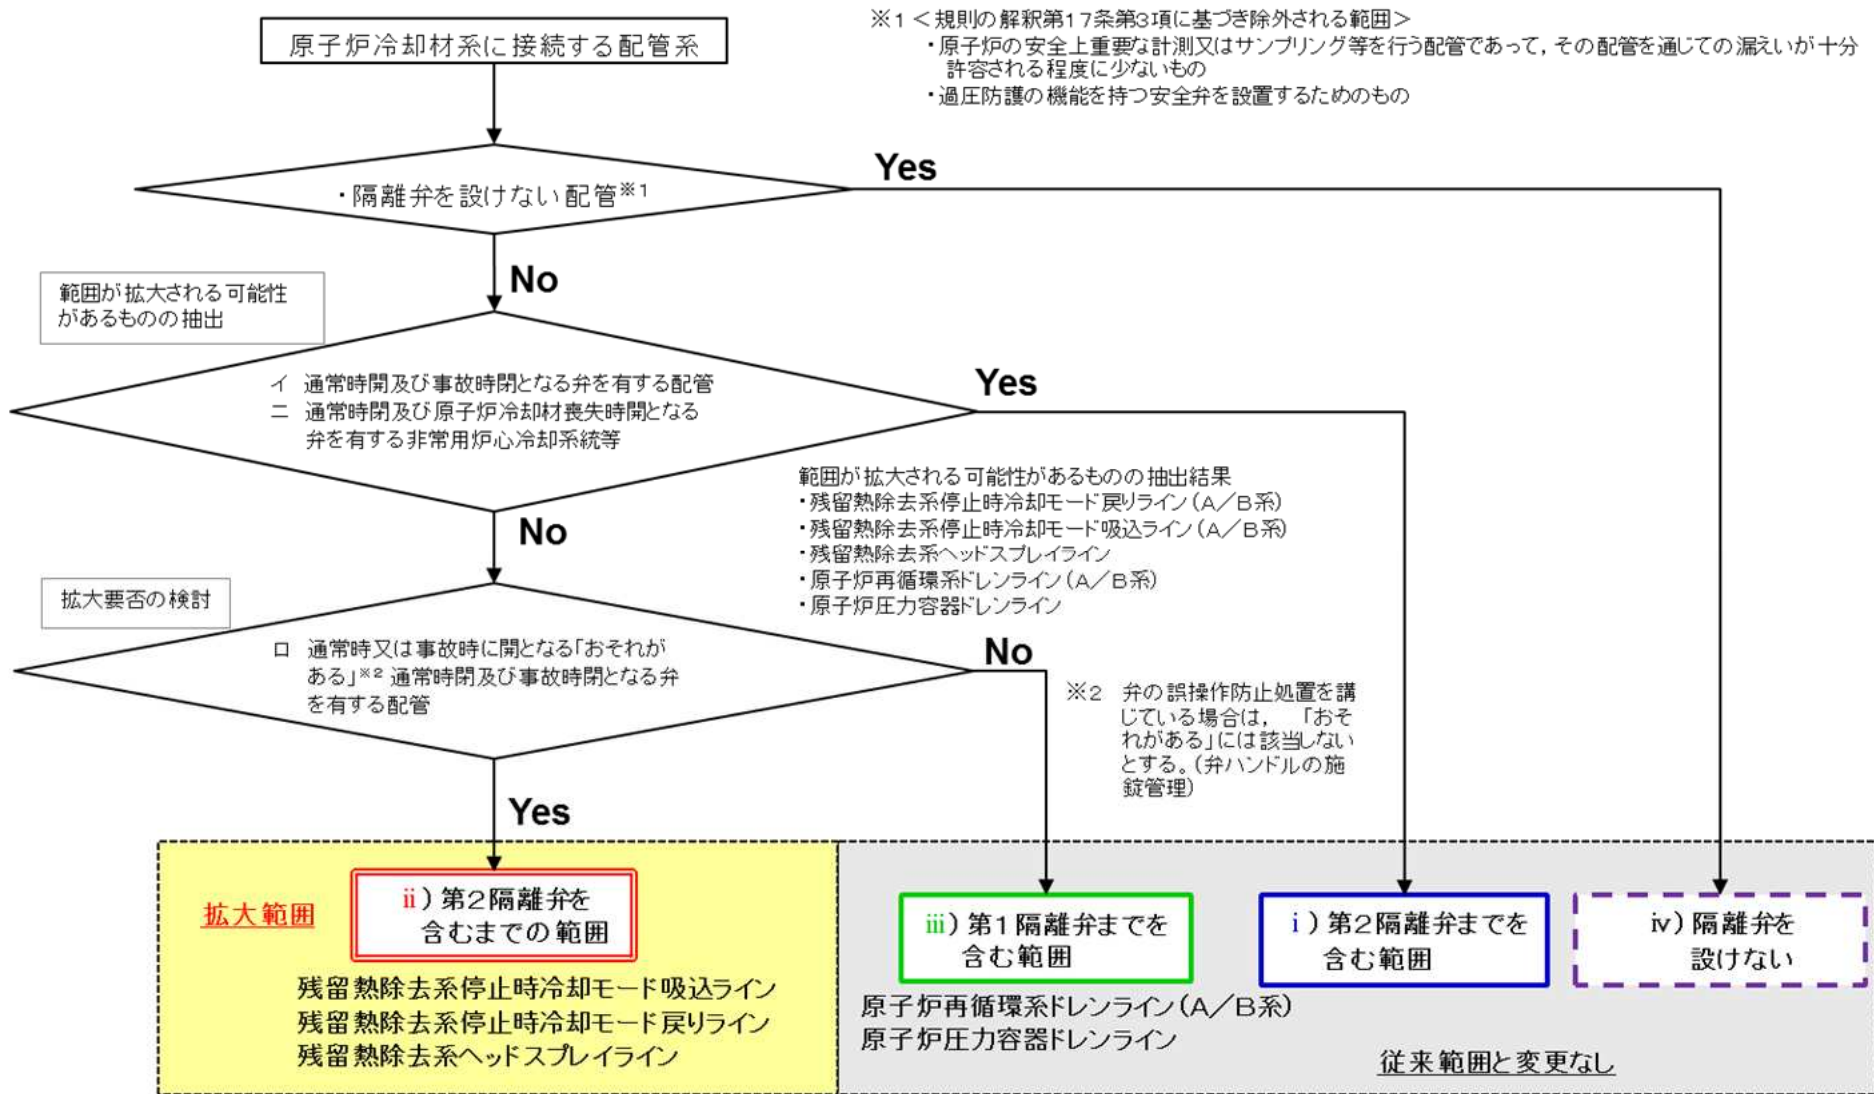 原子炉冷却材系に接続する配管系
※1 <規則の解釈第17条第3項に基づき除外される範囲>
・原子炉の安全上重要な計測又はサンプリング等を行う配管であって，その配管を通じての漏えいが十分
許容される程度に少ないもの
・過圧防護の機能を持つ安全弁を設置するためのもの
・隔離弁を設けない配管※1
Yes
No
範囲が拡大される可能性
があるものの抽出
イ 通常時開及び事故時閉となる弁を有する配管
ニ 通常時閉及び原子炉冷却材喪失時開となる
弁を有する非常用炉心冷却系統等
Yes
No
範囲が拡大される可能性があるものの抽出結果
・残留熱除去系停止時冷却モード戻りライン(A／B系)
・残留熱除去系停止時冷却モード吸込ライン(A／B系)
・残留熱除去系ヘッドスプレイライン
・原子炉再循環系ドレンライン(A／B系)
・原子炉圧力容器ドレンライン
拡大要否の検討
ロ 通常時又は事故時に開となる「おそれが
ある」※2 通常時閉及び事故時閉となる弁
を有する配管
No
※2 弁の誤操作防止処置を講
じている場合は， 「おそ
れがある」には該当しない
とする。(弁ハンドルの施
錠管理)
Yes
拡大範囲
ii) 第2隔離弁を
含むまでの範囲
残留熱除去系停止時冷却モード吸込ライン
残留熱除去系停止時冷却モード戻りライン
残留熱除去系ヘッドスプレイライン
iii) 第1隔離弁までを
含む範囲
原子炉再循環系ドレンライン(A／B系)
原子炉圧力容器ドレンライン
i) 第2隔離弁までを
含む範囲
iv) 隔離弁を
設けない
従来範囲と変更なし